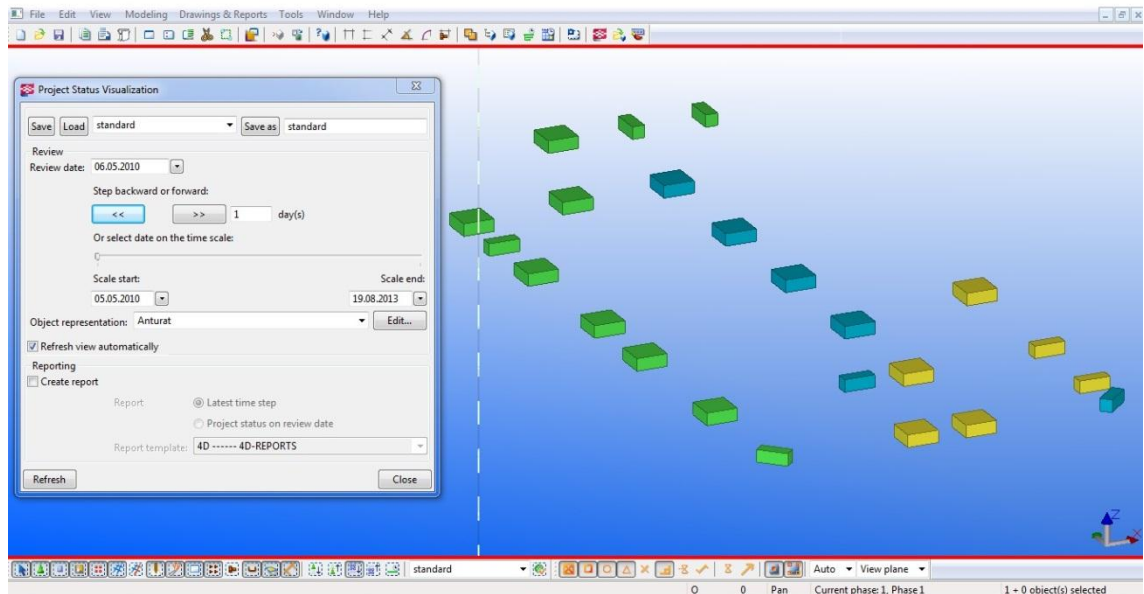 File Edit View Modeling Drawings & Reports Tools Window Help
Project Status Visualization
Save Load standard Save as standard
Review
Review date: 06.05.2010
Step backward or forward:
<< >> 1 day(s)
Or select date on the time scale:
Scale start: Scale end:
05.05.2010 19.08.2013
Object representation: Anturat Edit...
Refresh view automatically
Reporting
Create report
Report Latest time step
Project status on review date
Report template: 4D ------ 4D-REPORTS
Refresh Close
Z
x
standard Auto View plane
O 0 Pan Current phase: 1, Phase 1 1 + 0 object(s) selected